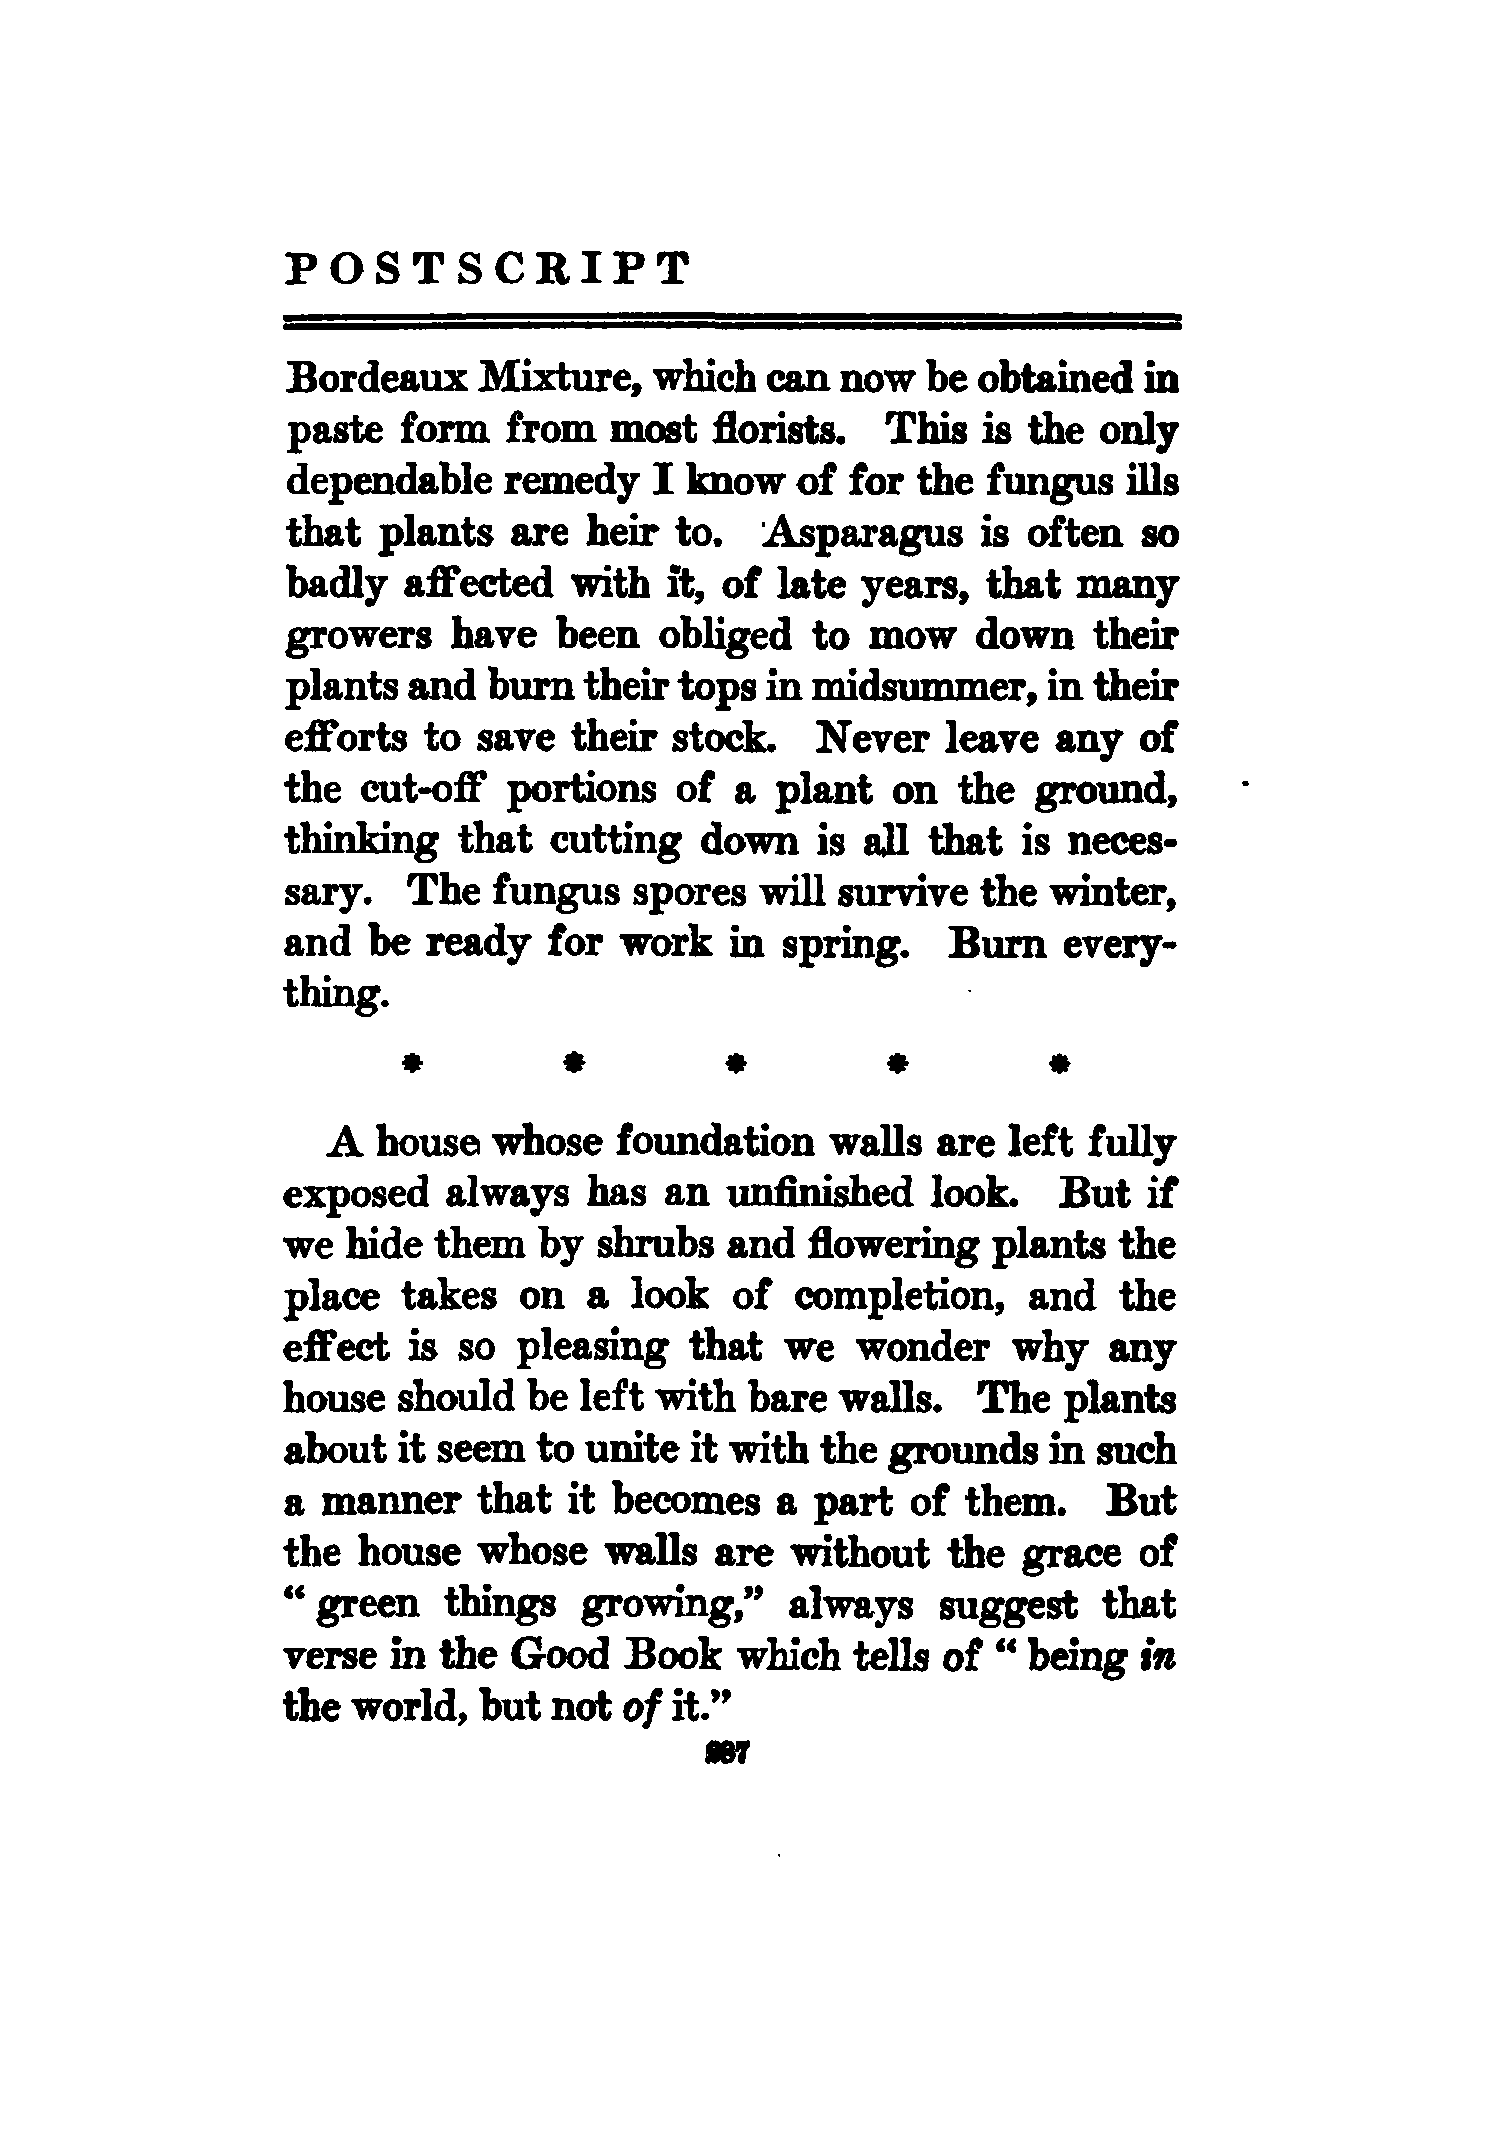 POSTSCRIPT
Bordeaux Mixture, which can now be obtained in
paste form from most florists. This is the only
dependable remedy I know of for the fungus ills
that plants are heir to. Asparagus is often so
badly affected with it, of late years, that many
growers have been obliged to mow down their
plants and burn their tops in midsummer, in their
efforts to save their stock. Never leave any of
the cut-off portions of a plant on the ground,
thinking that cutting down is all that is neces-
sary. The fungus spores will survive the winter,
and be ready for work in spring. Burn every-
thing.
* * * * *
A house whose foundation walls are left fully
exposed always has an unfinished look. But if
we hide them by shrubs and flowering plants the
place takes on a look of completion, and the
effect is so pleasing that we wonder why any
house should be left with bare walls. The plants
about it seem to unite it with the grounds in such
a manner that it becomes a part of them. But
the house whose walls are without the grace of
“ green things growing,” always suggest that
verse in the Good Book which tells of “ being in
the world, but not of it.”